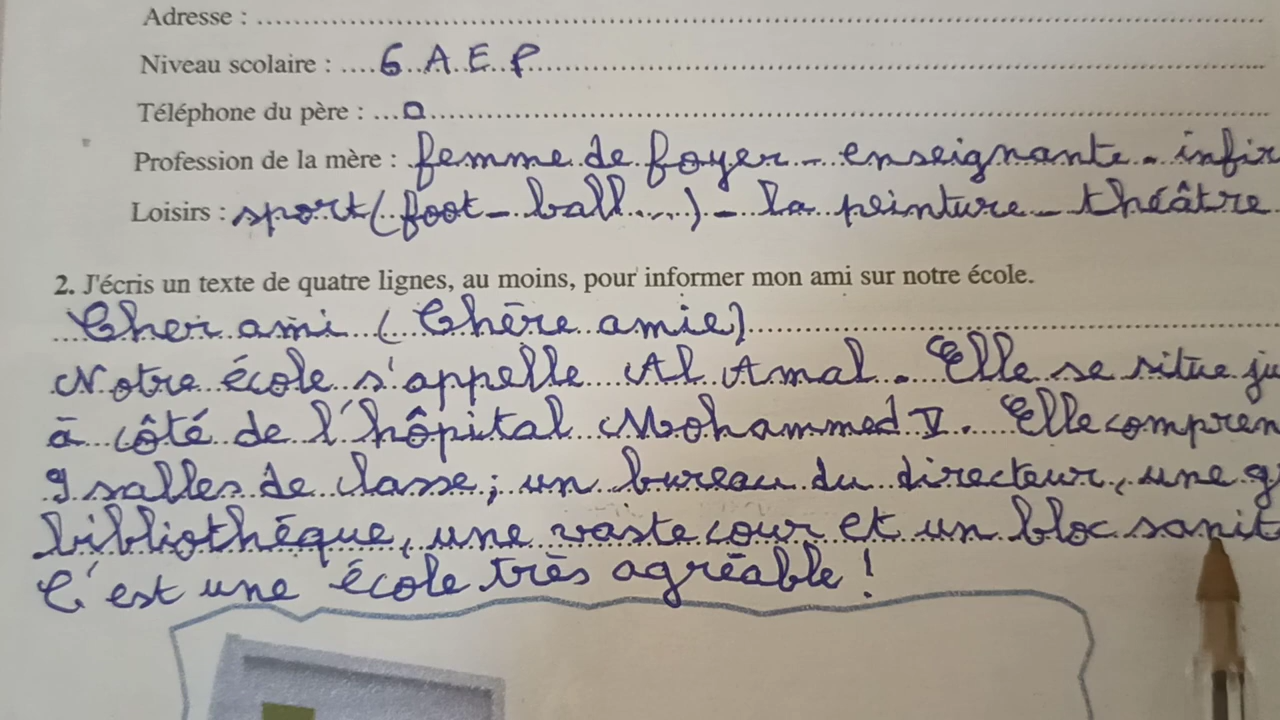 Adresse :
Niveau scolaire : 6 A E P
Téléphone du père : 0
Profession de la mère : femme de foyer - enseignante - infir
Loisirs : sport (foot-ball....) - la peinture - théâtre
2. J'écris un texte de quatre lignes, au moins, pour informer mon ami sur notre école.
Cher ami (Chère amie)
Notre école s'appelle Al Amal. Elle se situe ju
à côté de l'hôpital Mohammed V. Elle compren
9 salles de classe; un bureau du directeur, une g
bibliothèque, une vaste cour et un bloc sanit
C'est une école très agréable !